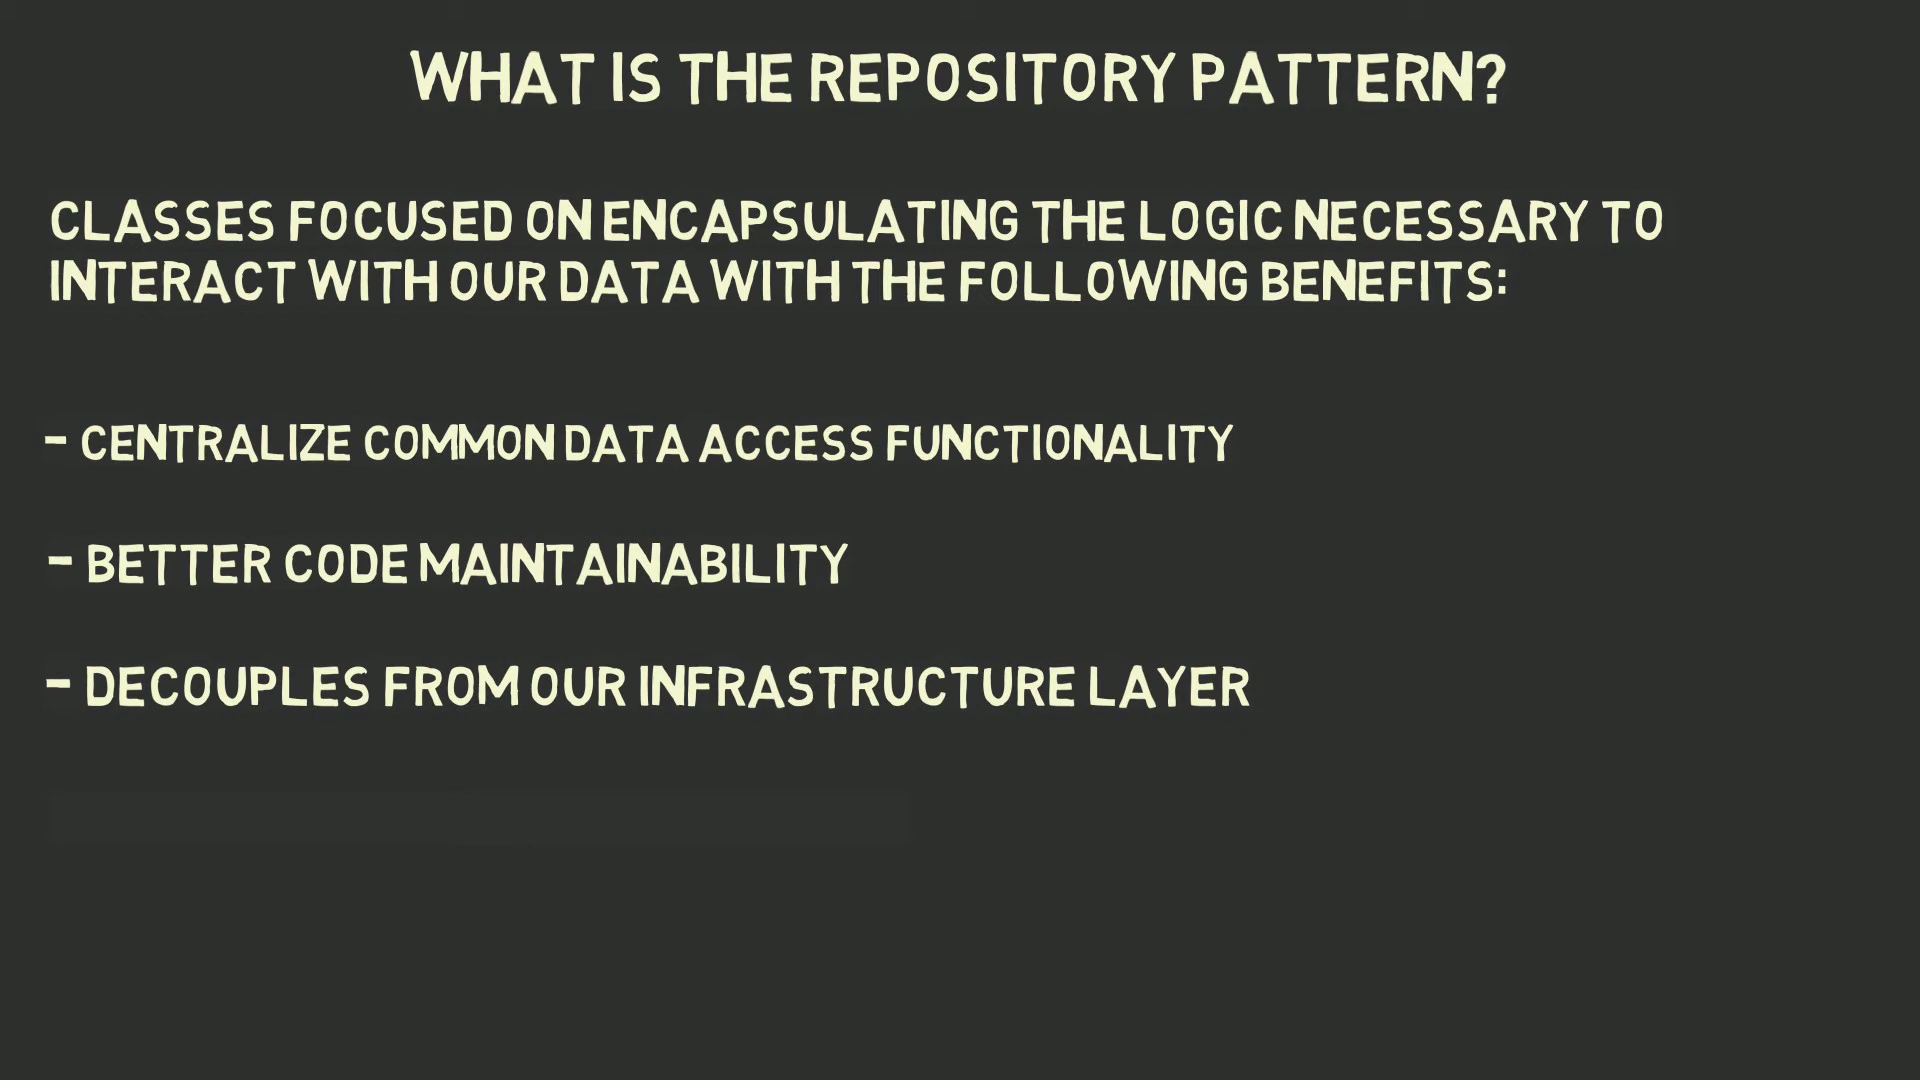 WHAT IS THE REPOSITORY PATTERN?
CLASSES FOCUSED ON ENCAPSULATING THE LOGIC NECESSARY TO
INTERACT WITH OUR DATA WITH THE FOLLOWING BENEFITS:
- CENTRALIZE COMMON DATA ACCESS FUNCTIONALITY
- BETTER CODE MAINTAINABILITY
- DECOUPLES FROM OUR INFRASTRUCTURE LAYER